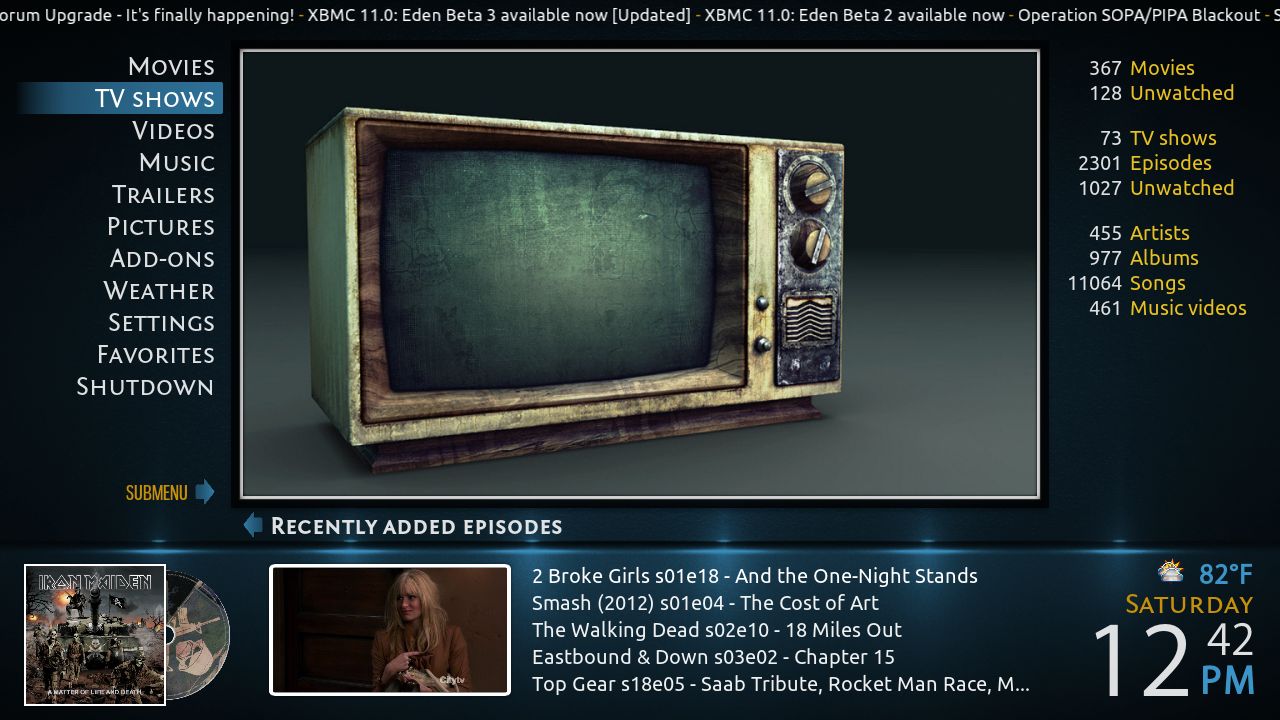 orum Upgrade - It's finally happening! - XBMC 11.0: Eden Beta 3 available now [Updated] - XBMC 11.0: Eden Beta 2 available now - Operation SOPA/PIPA Blackout - S
Movies
TV shows
Videos
Music
Trailers
Pictures
Add-ons
Weather
Settings
Favorites
Shutdown
SUBMENU
367 Movies
128 Unwatched
73 TV shows
2301 Episodes
1027 Unwatched
455 Artists
977 Albums
11064 Songs
461 Music videos
Recently added episodes
IRON MAIDEN
A MATTER OF LIFE AND DEATH
Citytv
2 Broke Girls s01e18 - And the One-Night Stands
Smash (2012) s01e04 - The Cost of Art
The Walking Dead s02e10 - 18 Miles Out
Eastbound & Down s03e02 - Chapter 15
Top Gear s18e05 - Saab Tribute, Rocket Man Race, M...
82°F
Saturday
12 42 PM